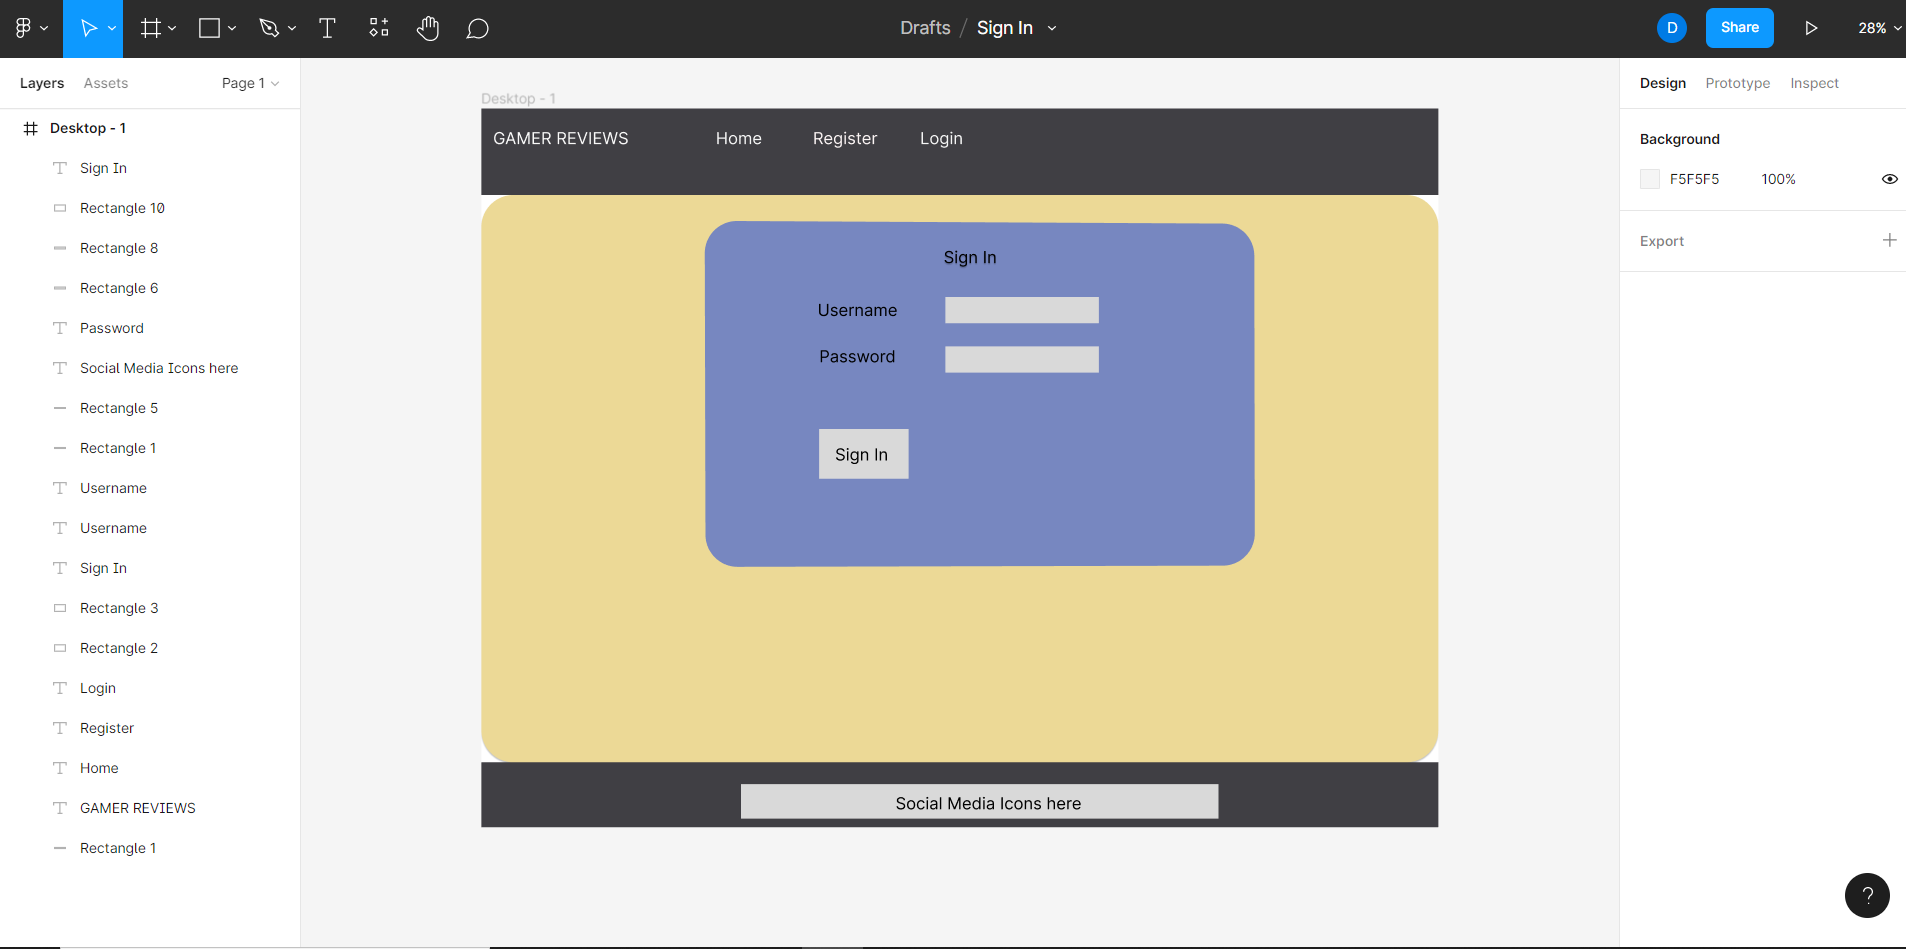 Drafts / Sign In
D
Share
28%
Layers
Assets
Page 1
Desktop - 1
Sign In
Rectangle 10
Rectangle 8
Rectangle 6
Password
Social Media Icons here
Rectangle 5
Rectangle 1
Username
Username
Sign In
Rectangle 3
Rectangle 2
Login
Register
Home
GAMER REVIEWS
Rectangle 1
Desktop - 1
GAMER REVIEWS
Home
Register
Login
Sign In
Username
Password
Sign In
Social Media Icons here
Design
Prototype
Inspect
Background
F5F5F5
100%
Export
?